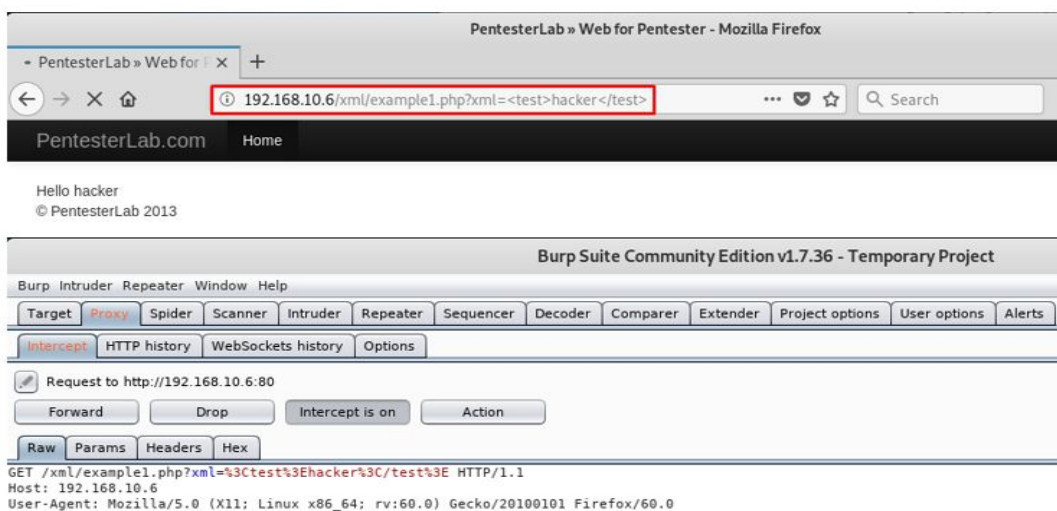 PentesterLab » Web for Pentester - Mozilla Firefox
PentesterLab » Web for
192.168.10.6/xml/example1.php?xml=<test>hacker</test>
Search
PentesterLab.com Home
Hello hacker
© PentesterLab 2013
Burp Suite Community Edition v1.7.36 - Temporary Project
Burp Intruder Repeater Window Help
Target Proxy Spider Scanner Intruder Repeater Sequencer Decoder Comparer Extender Project options User options Alerts
Intercept HTTP history WebSockets history Options
Request to http://192.168.10.6:80
Forward Drop Intercept is on Action
Raw Params Headers Hex
GET /xml/example1.php?xml=%3Ctest%3Ehacker%3C/test%3E HTTP/1.1
Host: 192.168.10.6
User-Agent: Mozilla/5.0 (X11; Linux x86_64; rv:60.0) Gecko/20100101 Firefox/60.0